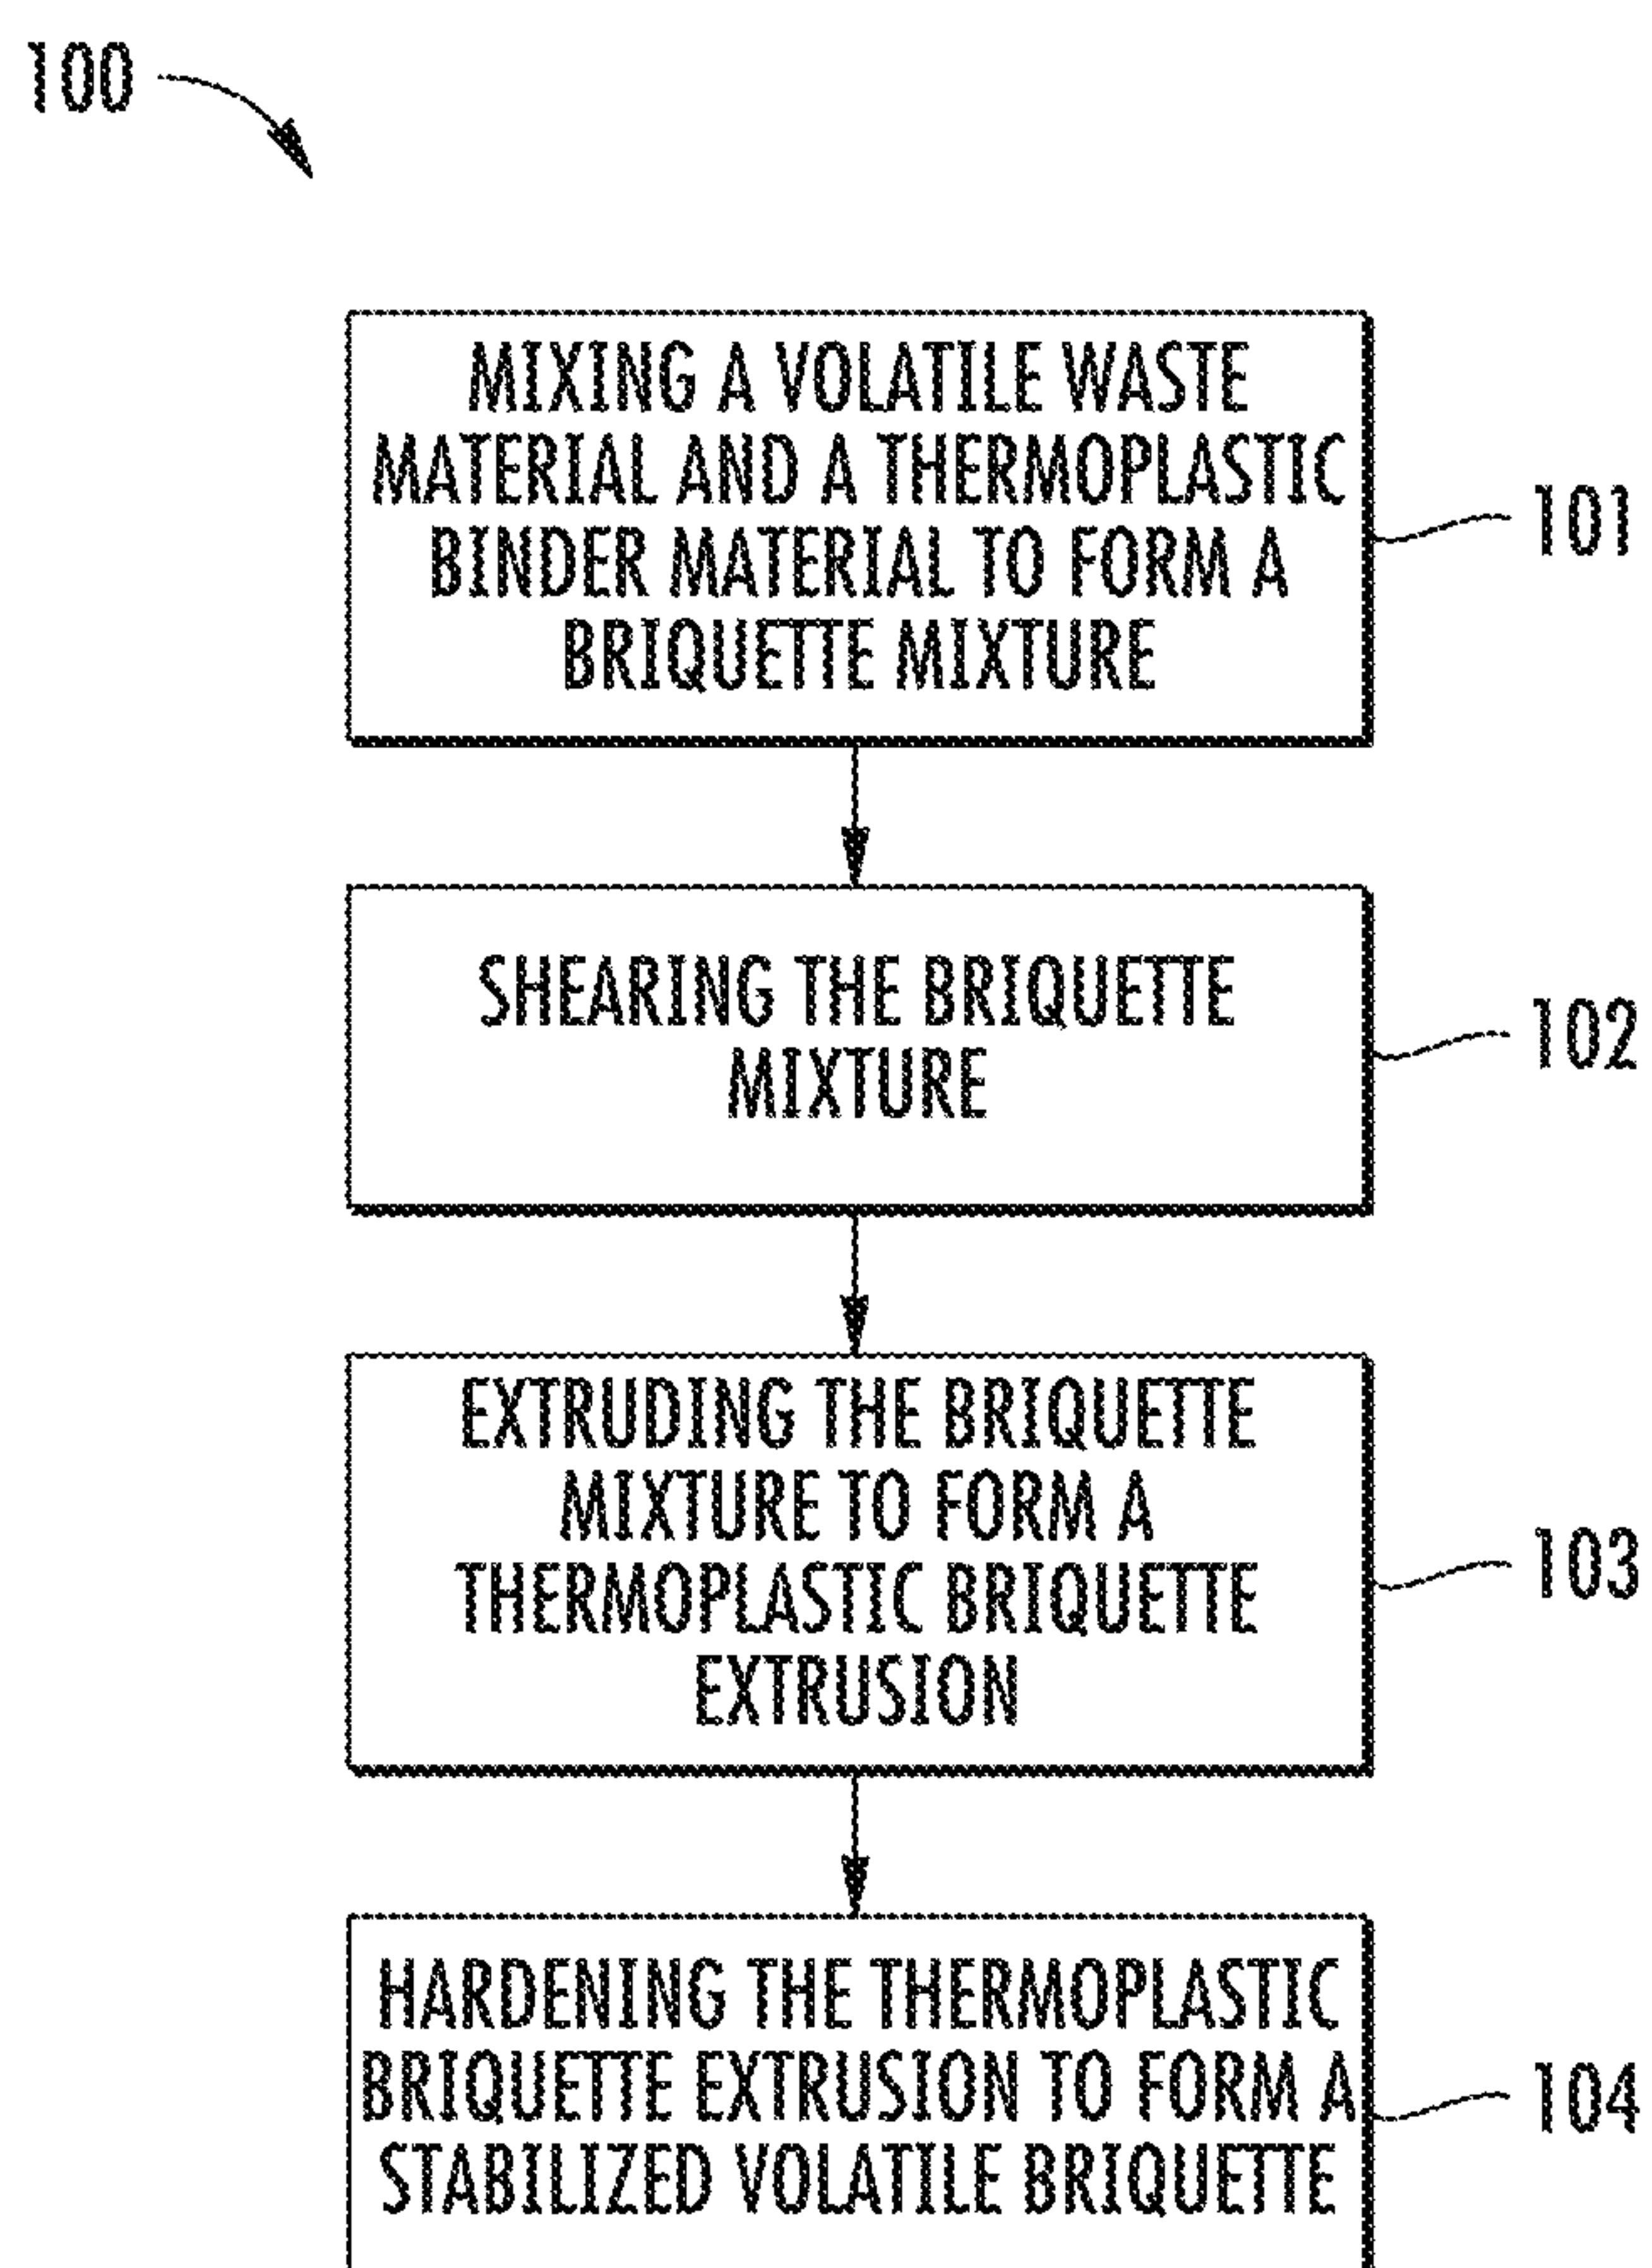 100
MIXING A VOLATILE WASTE
MATERIAL AND A THERMOPLASTIC
BINDER MATERIAL TO FORM A
BRIQUETTE MIXTURE
101
SHEARING THE BRIQUETTE
MIXTURE
102
EXTRUDING THE BRIQUETTE
MIXTURE TO FORM A
THERMOPLASTIC BRIQUETTE
EXTRUSION
103
HARDENING THE THERMOPLASTIC
BRIQUETTE EXTRUSION TO FORM A
STABILIZED VOLATILE BRIQUETTE
104